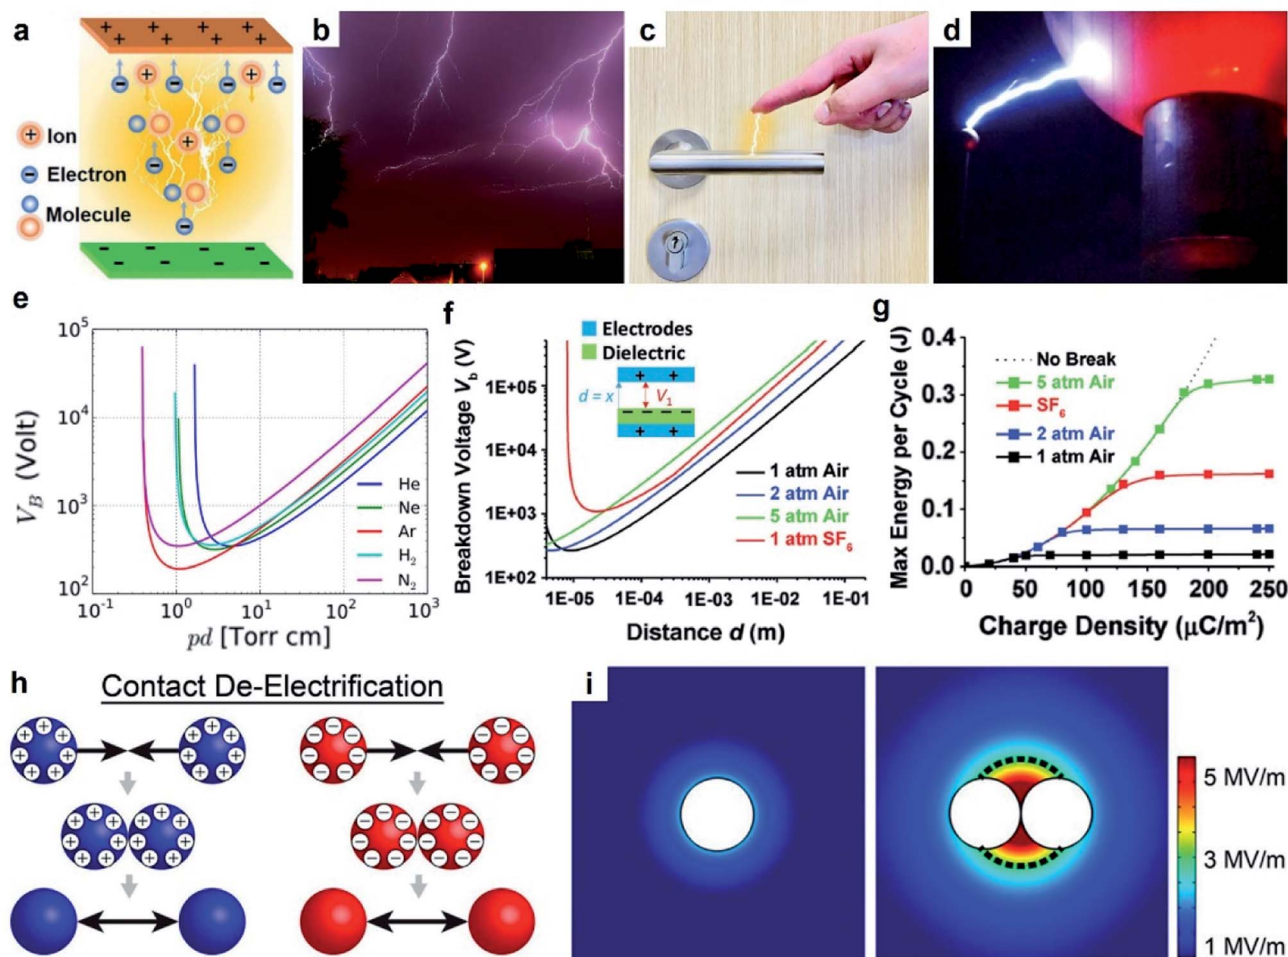 a
+ + + +
+ + + +
Ion
Electron
Molecule
b
c
d
e
10^5
10^4
10^3
10^2
V_B (Volt)
He
Ne
Ar
H_2
N_2
10^-1 10^0 10^1 10^2 10^3
pd [Torr cm]
f
Electrodes
Dielectric
+ +
d = x
V_1
+ +
1E+05
1E+04
1E+03
1E+02
Breakdown Voltage V_b (V)
1 atm Air
2 atm Air
5 atm Air
1 atm SF_6
1E-05 1E-04 1E-03 1E-02 1E-01
Distance d (m)
g
0.4
0.3
0.2
0.1
0.0
Max Energy per Cycle (J)
No Break
5 atm Air
SF_6
2 atm Air
1 atm Air
0 50 100 150 200 250
Charge Density (μC/m²)
h
Contact De-Electrification
i
5 MV/m
3 MV/m
1 MV/m